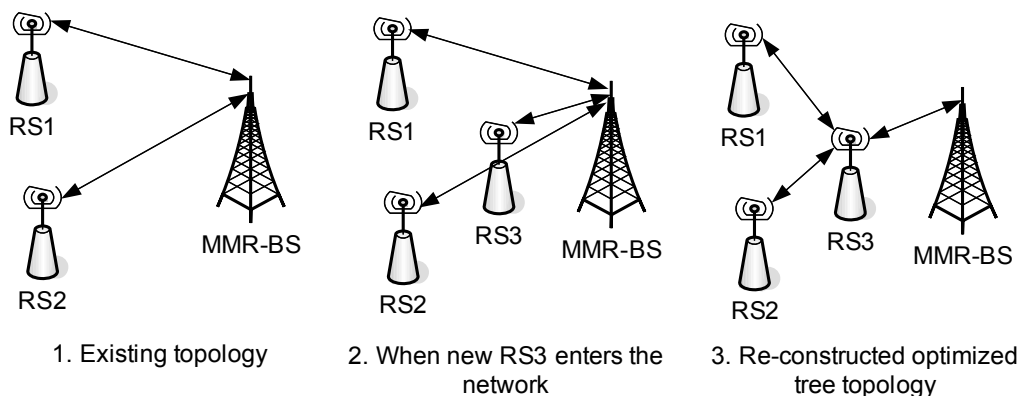 RS1
MMR-BS
RS2
1. Existing topology
RS1
RS3
MMR-BS
RS2
2. When new RS3 enters the
network
RS1
RS3
MMR-BS
RS2
3. Re-constructed optimized
tree topology